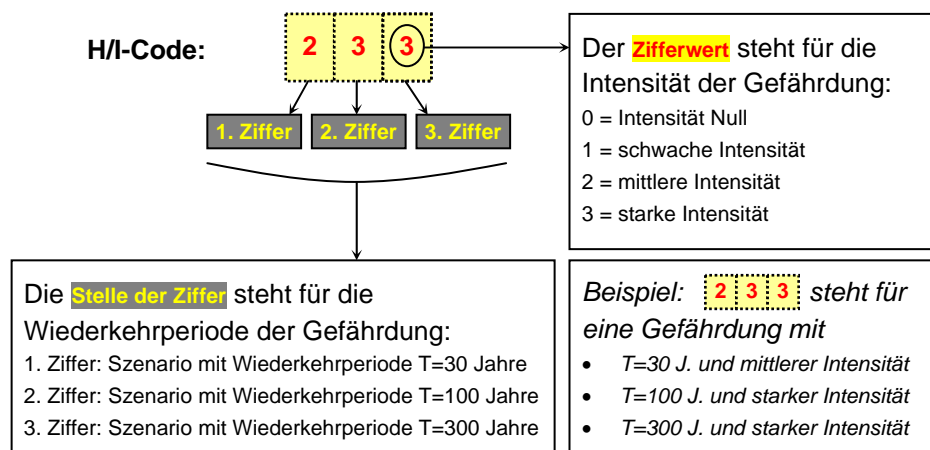 H/I-Code: 2 3 3
1. Ziffer 2. Ziffer 3. Ziffer
Der Zifferwert steht für die
Intensität der Gefährdung:
0 = Intensität Null
1 = schwache Intensität
2 = mittlere Intensität
3 = starke Intensität
Die Stelle der Ziffer steht für die
Wiederkehrperiode der Gefährdung:
1. Ziffer: Szenario mit Wiederkehrperiode T=30 Jahre
2. Ziffer: Szenario mit Wiederkehrperiode T=100 Jahre
3. Ziffer: Szenario mit Wiederkehrperiode T=300 Jahre
Beispiel: 2 3 3 steht für
eine Gefährdung mit
• T=30 J. und mittlerer Intensität
• T=100 J. und starker Intensität
• T=300 J. und starker Intensität